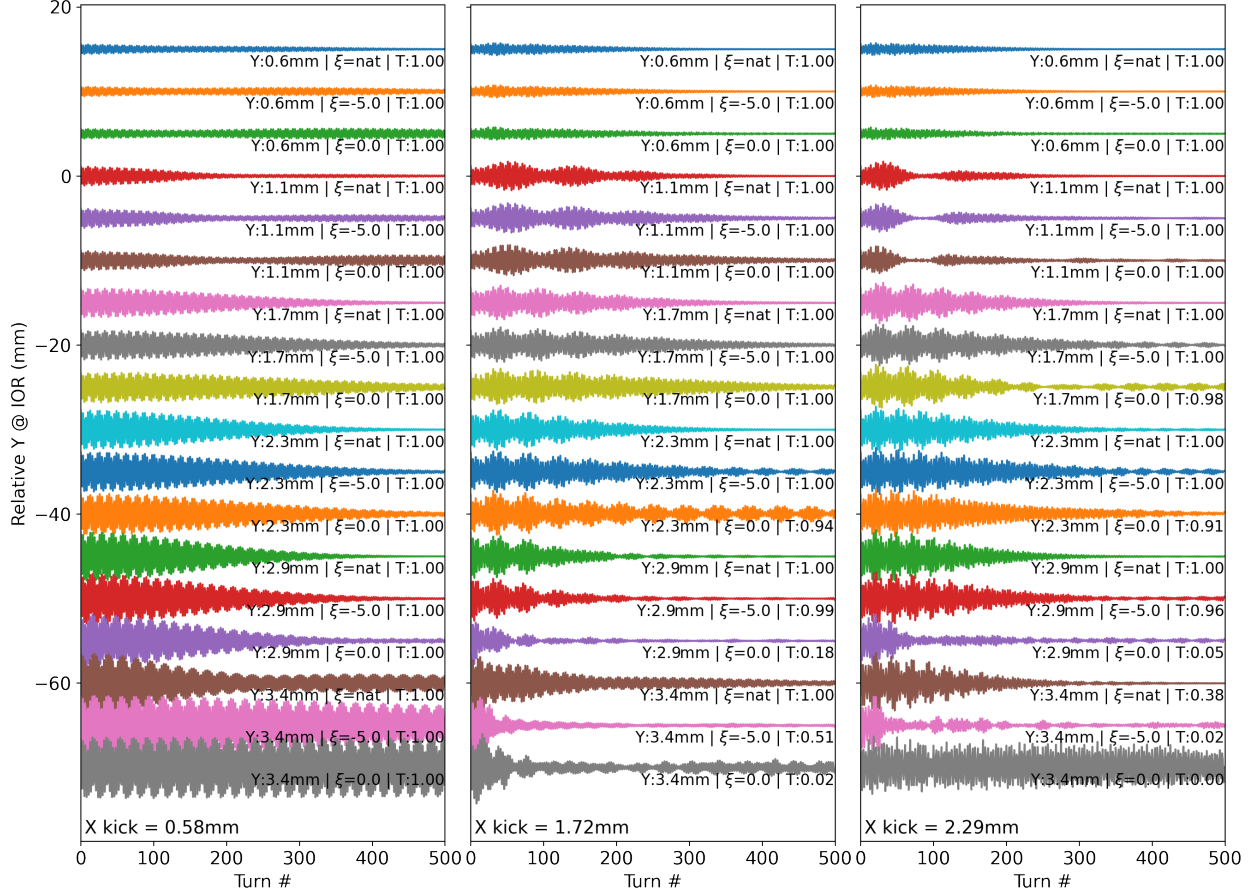 Relative Y @ IOR (mm)
20
0
−20
−40
−60
Y:0.6mm | ξ=nat | T:1.00
Y:0.6mm | ξ=-5.0 | T:1.00
Y:0.6mm | ξ=0.0 | T:1.00
Y:1.1mm | ξ=nat | T:1.00
Y:1.1mm | ξ=-5.0 | T:1.00
Y:1.1mm | ξ=0.0 | T:1.00
Y:1.7mm | ξ=nat | T:1.00
Y:1.7mm | ξ=-5.0 | T:1.00
Y:1.7mm | ξ=0.0 | T:1.00
Y:2.3mm | ξ=nat | T:1.00
Y:2.3mm | ξ=-5.0 | T:1.00
Y:2.3mm | ξ=0.0 | T:1.00
Y:2.9mm | ξ=nat | T:1.00
Y:2.9mm | ξ=-5.0 | T:1.00
Y:2.9mm | ξ=0.0 | T:1.00
Y:3.4mm | ξ=nat | T:1.00
Y:3.4mm | ξ=-5.0 | T:1.00
Y:3.4mm | ξ=0.0 | T:1.00
X kick = 0.58mm
0 100 200 300 400 500
Turn #
Y:0.6mm | ξ=nat | T:1.00
Y:0.6mm | ξ=-5.0 | T:1.00
Y:0.6mm | ξ=0.0 | T:1.00
Y:1.1mm | ξ=nat | T:1.00
Y:1.1mm | ξ=-5.0 | T:1.00
Y:1.1mm | ξ=0.0 | T:1.00
Y:1.7mm | ξ=nat | T:1.00
Y:1.7mm | ξ=-5.0 | T:1.00
Y:1.7mm | ξ=0.0 | T:1.00
Y:2.3mm | ξ=nat | T:1.00
Y:2.3mm | ξ=-5.0 | T:1.00
Y:2.3mm | ξ=0.0 | T:0.94
Y:2.9mm | ξ=nat | T:1.00
Y:2.9mm | ξ=-5.0 | T:0.99
Y:2.9mm | ξ=0.0 | T:0.18
Y:3.4mm | ξ=nat | T:1.00
Y:3.4mm | ξ=-5.0 | T:0.51
Y:3.4mm | ξ=0.0 | T:0.02
X kick = 1.72mm
0 100 200 300 400 500
Turn #
Y:0.6mm | ξ=nat | T:1.00
Y:0.6mm | ξ=-5.0 | T:1.00
Y:0.6mm | ξ=0.0 | T:1.00
Y:1.1mm | ξ=nat | T:1.00
Y:1.1mm | ξ=-5.0 | T:1.00
Y:1.1mm | ξ=0.0 | T:1.00
Y:1.7mm | ξ=nat | T:1.00
Y:1.7mm | ξ=-5.0 | T:1.00
Y:1.7mm | ξ=0.0 | T:0.98
Y:2.3mm | ξ=nat | T:1.00
Y:2.3mm | ξ=-5.0 | T:1.00
Y:2.3mm | ξ=0.0 | T:0.91
Y:2.9mm | ξ=nat | T:1.00
Y:2.9mm | ξ=-5.0 | T:0.96
Y:2.9mm | ξ=0.0 | T:0.05
Y:3.4mm | ξ=nat | T:0.38
Y:3.4mm | ξ=-5.0 | T:0.02
Y:3.4mm | ξ=0.0 | T:0.00
X kick = 2.29mm
0 100 200 300 400 500
Turn #